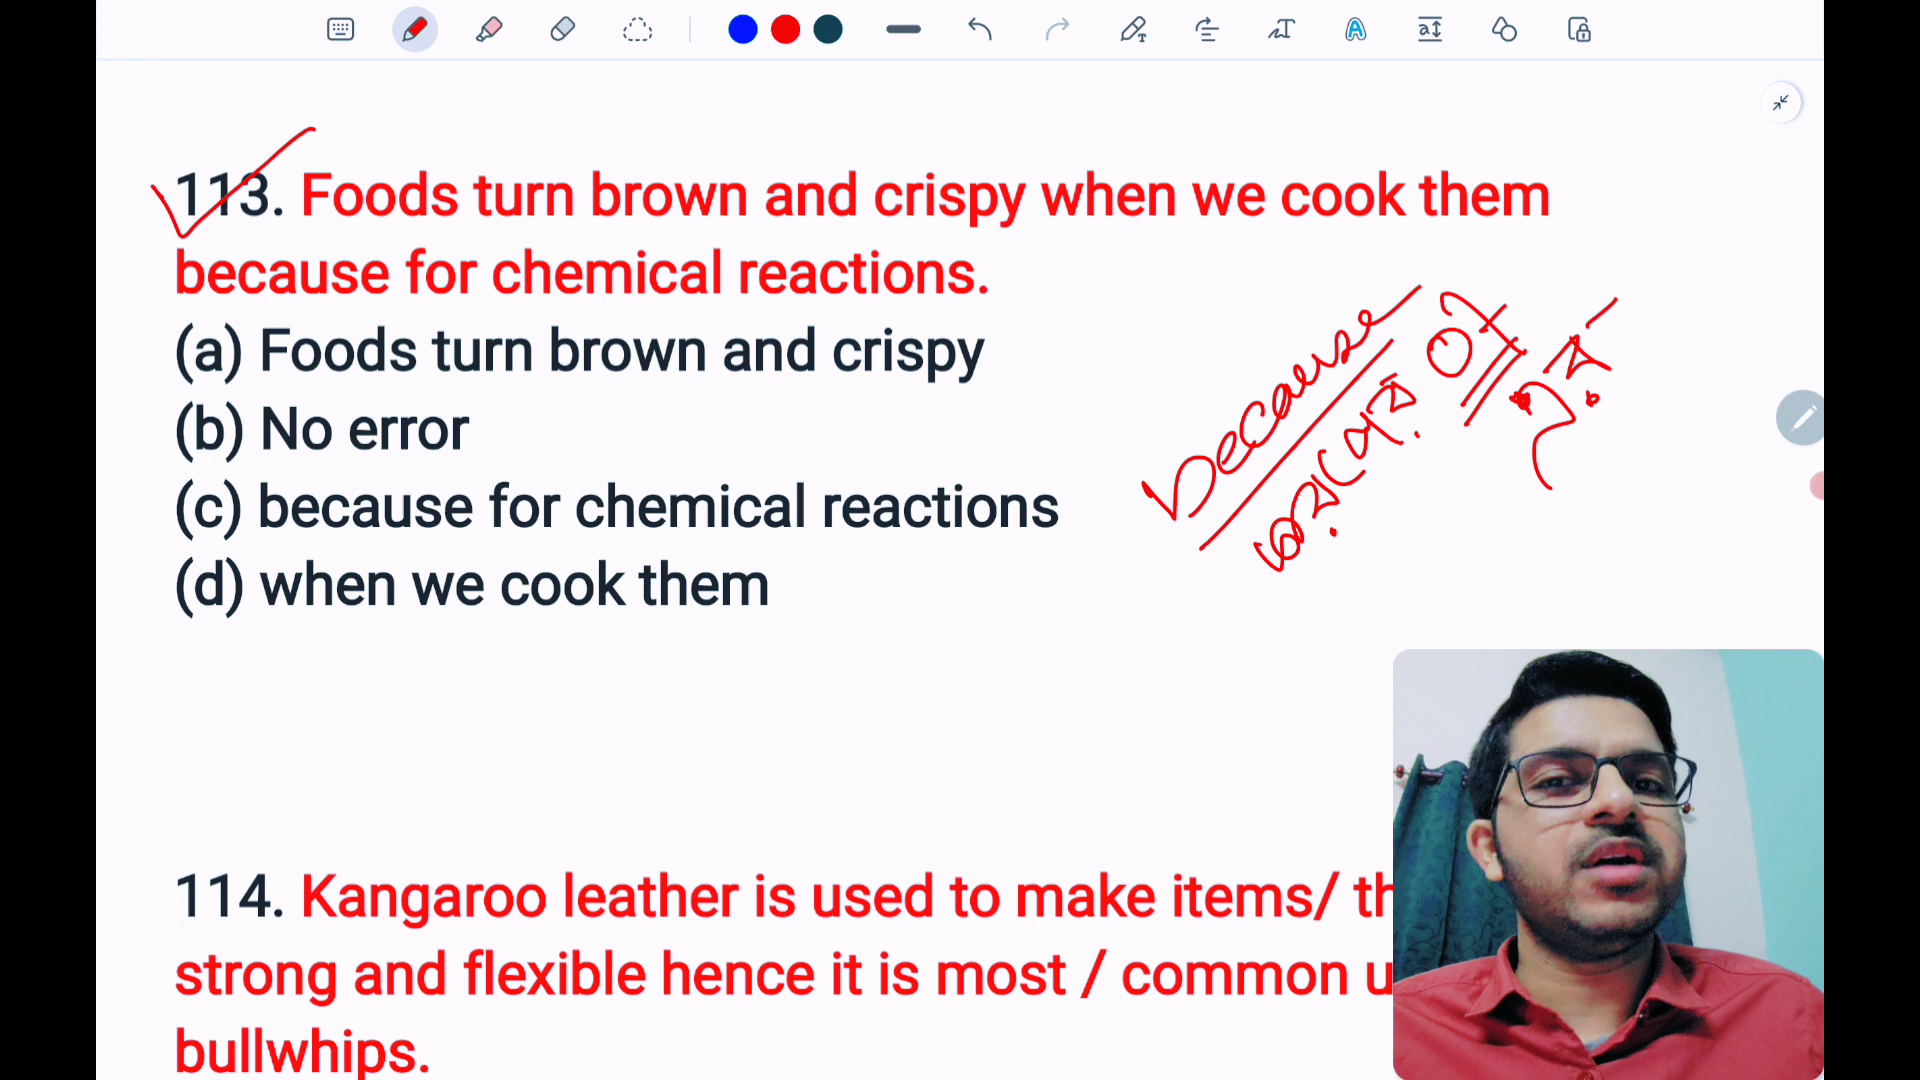 113. Foods turn brown and crispy when we cook them
because for chemical reactions.
(a) Foods turn brown and crispy
(b) No error
(c) because for chemical reactions
(d) when we cook them
because of
114. Kangaroo leather is used to make items/ th
strong and flexible hence it is most / common u
bullwhips.